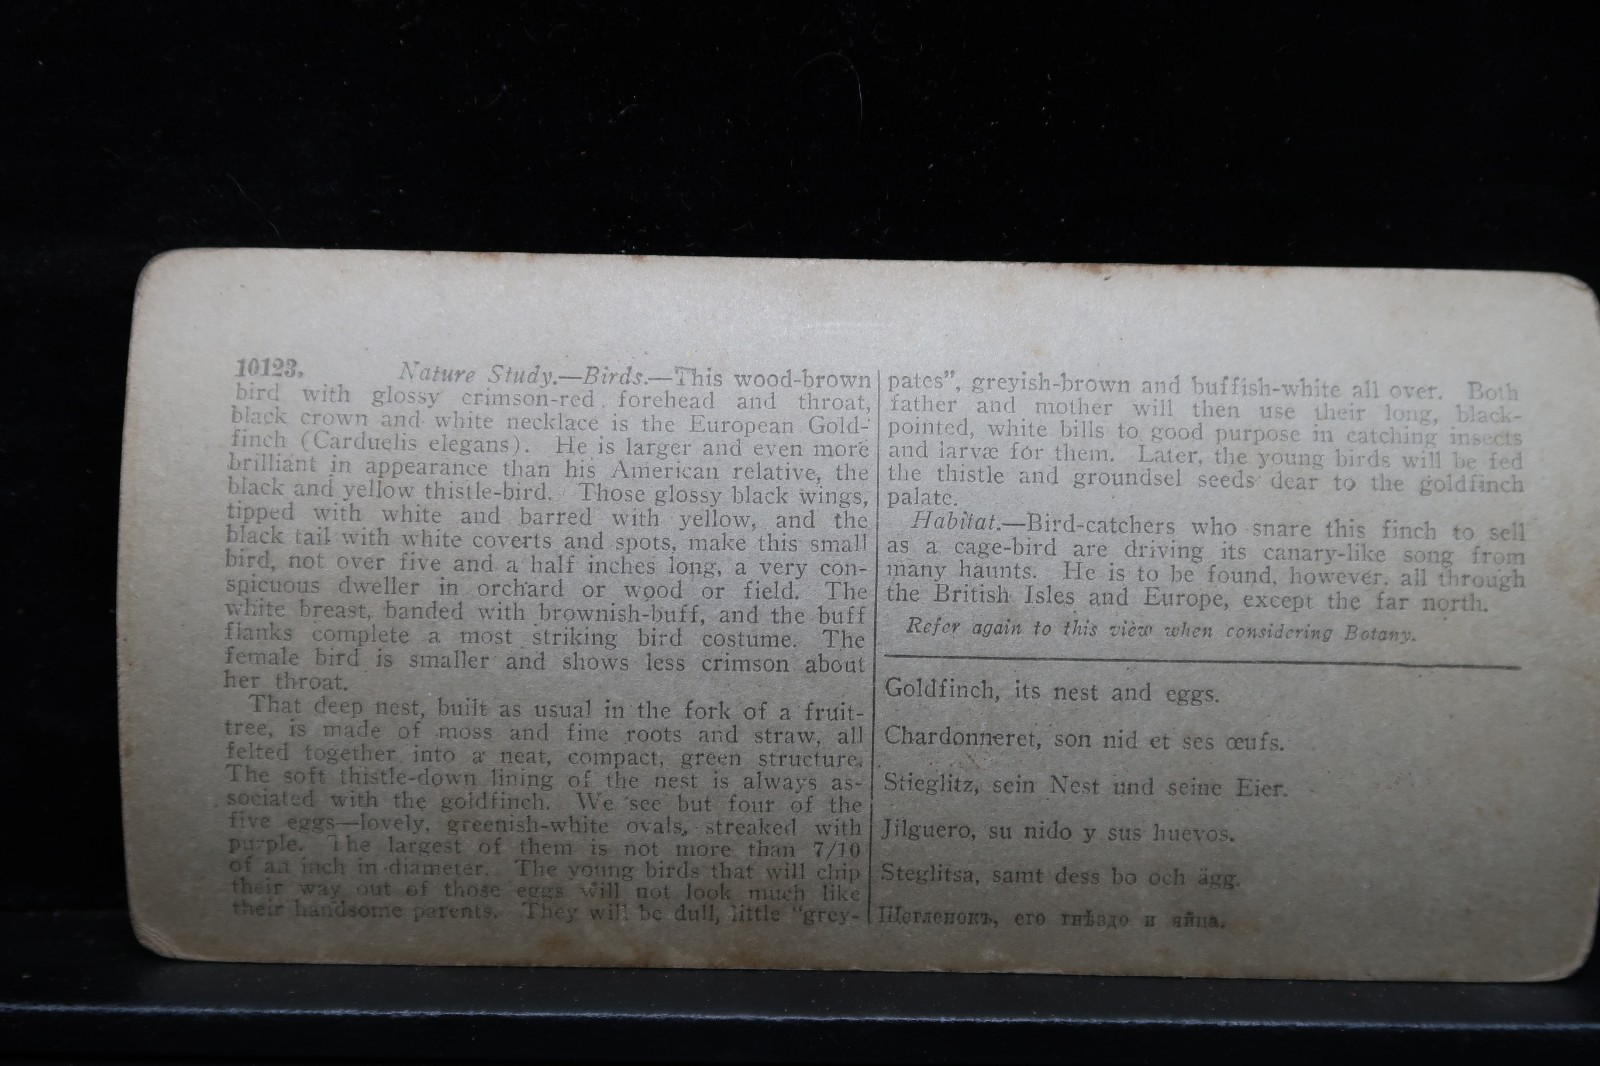 10123. Nature Study.—Birds.—This wood-brown
bird with glossy crimson-red forehead and throat,
black crown and white necklace is the European Gold-
finch (Carduelis elegans). He is larger and even more
brilliant in appearance than his American relative, the
black and yellow thistle-bird. Those glossy black wings,
tipped with white and barred with yellow, and the
black tail with white coverts and spots, make this small
bird, not over five and a half inches long, a very con-
spicuous dweller in orchard or wood or field. The
white breast, banded with brownish-buff, and the buff
flanks complete a most striking bird costume. The
female bird is smaller and shows less crimson about
her throat.
That deep nest, built as usual in the fork of a fruit-
tree, is made of moss and fine roots and straw, all
felted together into a neat, compact, green structure.
The soft thistle-down lining of the nest is always as-
sociated with the goldfinch. We see but four of the
five eggs—lovely, greenish-white ovals, streaked with
purple. The largest of them is not more than 7/10
of an inch in diameter. The young birds that will chip
their way out of those eggs will not look much like
their handsome parents. They will be dull, little "grey-
pates", greyish-brown and buffish-white all over. Both
father and mother will then use their long, black-
pointed, white bills to good purpose in catching insects
and larvæ for them. Later, the young birds will be fed
the thistle and groundsel seeds dear to the goldfinch
palate.
Habitat.—Bird-catchers who snare this finch to sell
as a cage-bird are driving its canary-like song from
many haunts. He is to be found, however, all through
the British Isles and Europe, except the far north.
Refer again to this view when considering Botany.
Goldfinch, its nest and eggs.
Chardonneret, son nid et ses œufs.
Stieglitz, sein Nest und seine Eier.
Jilguero, su nido y sus huevos.
Steglitsa, samt dess bo och ägg.
Щегленокъ, его гнѣздо и яйца.